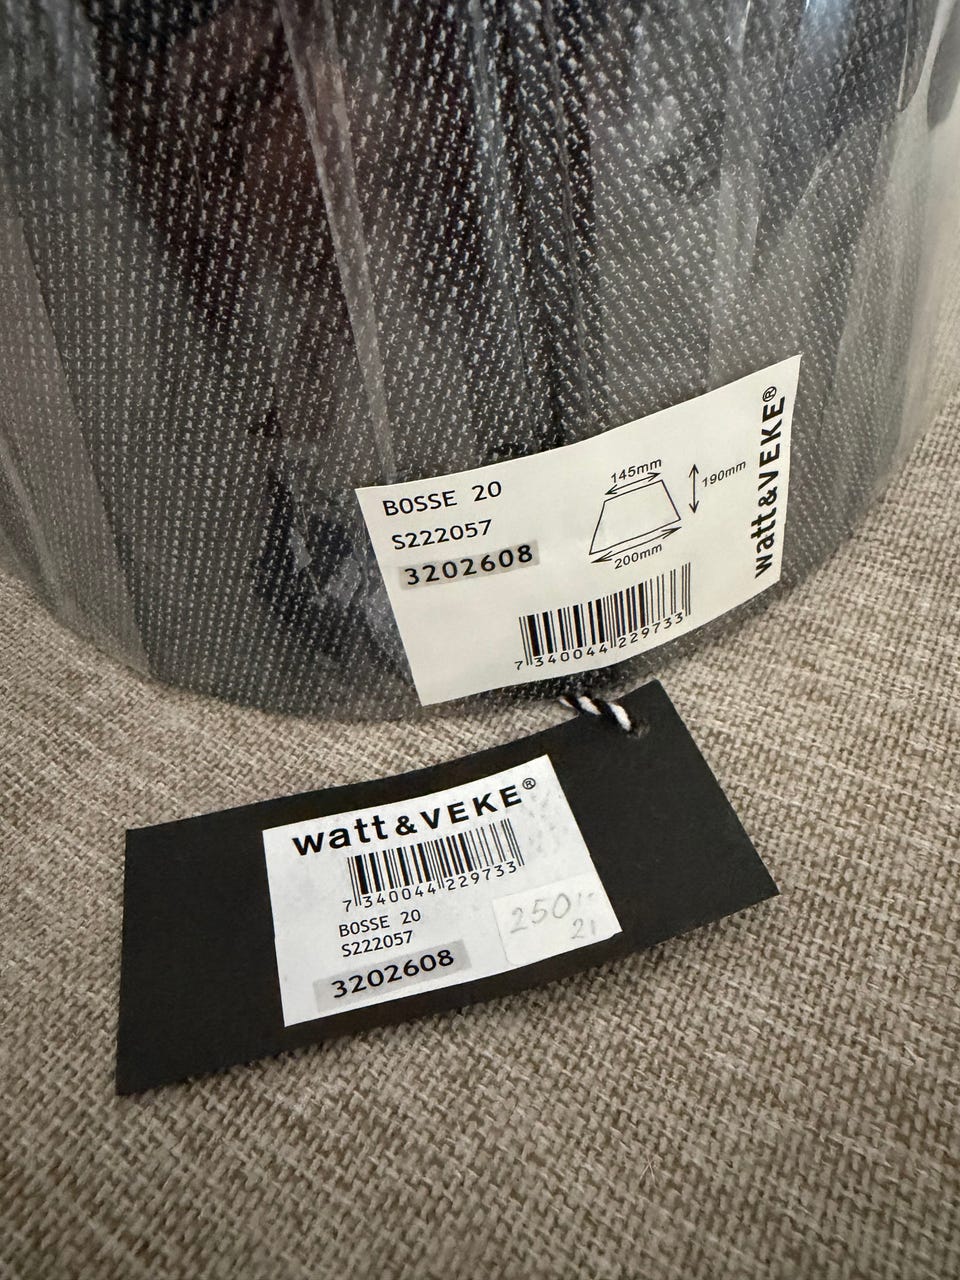 BOSSE 20
S222057
3202608
145mm
190mm
200mm
watt&VEKE®
7 340044 229733
watt&VEKE®
7 340044 229733
BOSSE 20
S222057
3202608
250:-
21